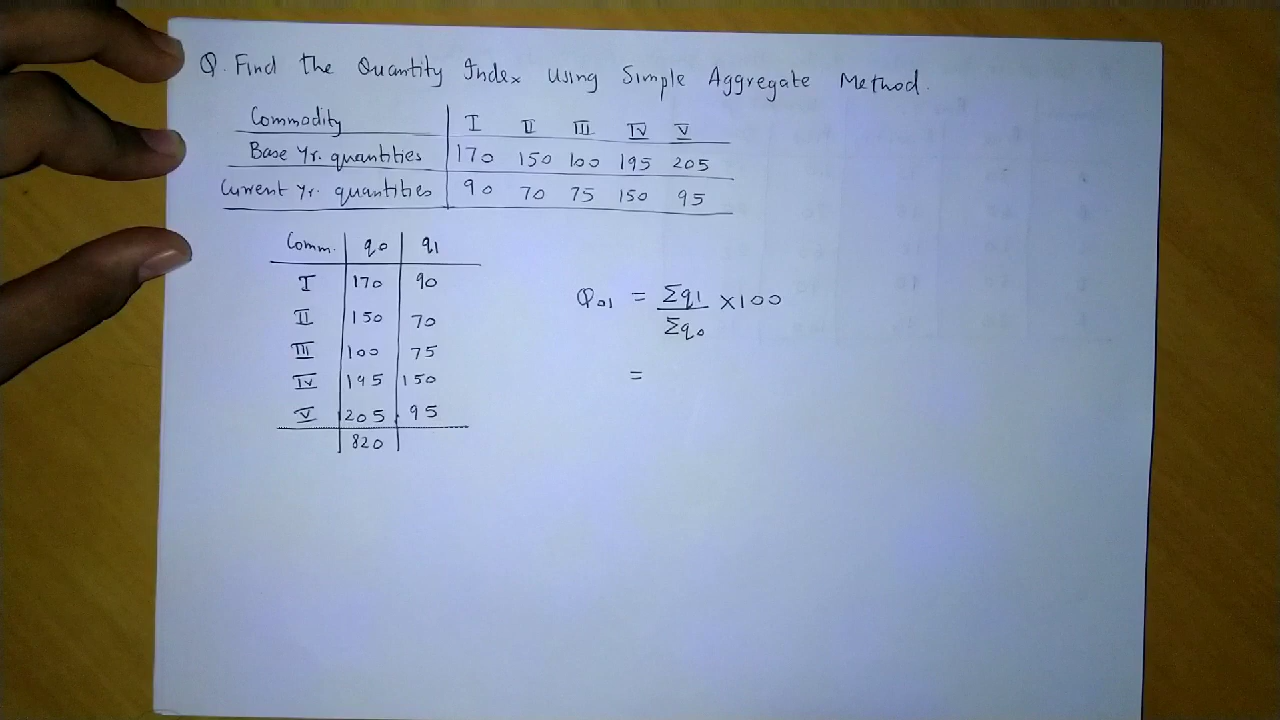 Q. Find the Quantity Index Using Simple Aggregate Method.
Commodity I II III IV V
Base Yr. quantities 170 150 100 195 205
Current Yr. quantities 90 70 75 150 95
Comm. q0 q1
I 170 90
II 150 70
III 100 75
IV 195 150
V 205 95
820
Q01 = Σq1 / Σq0 × 100
=